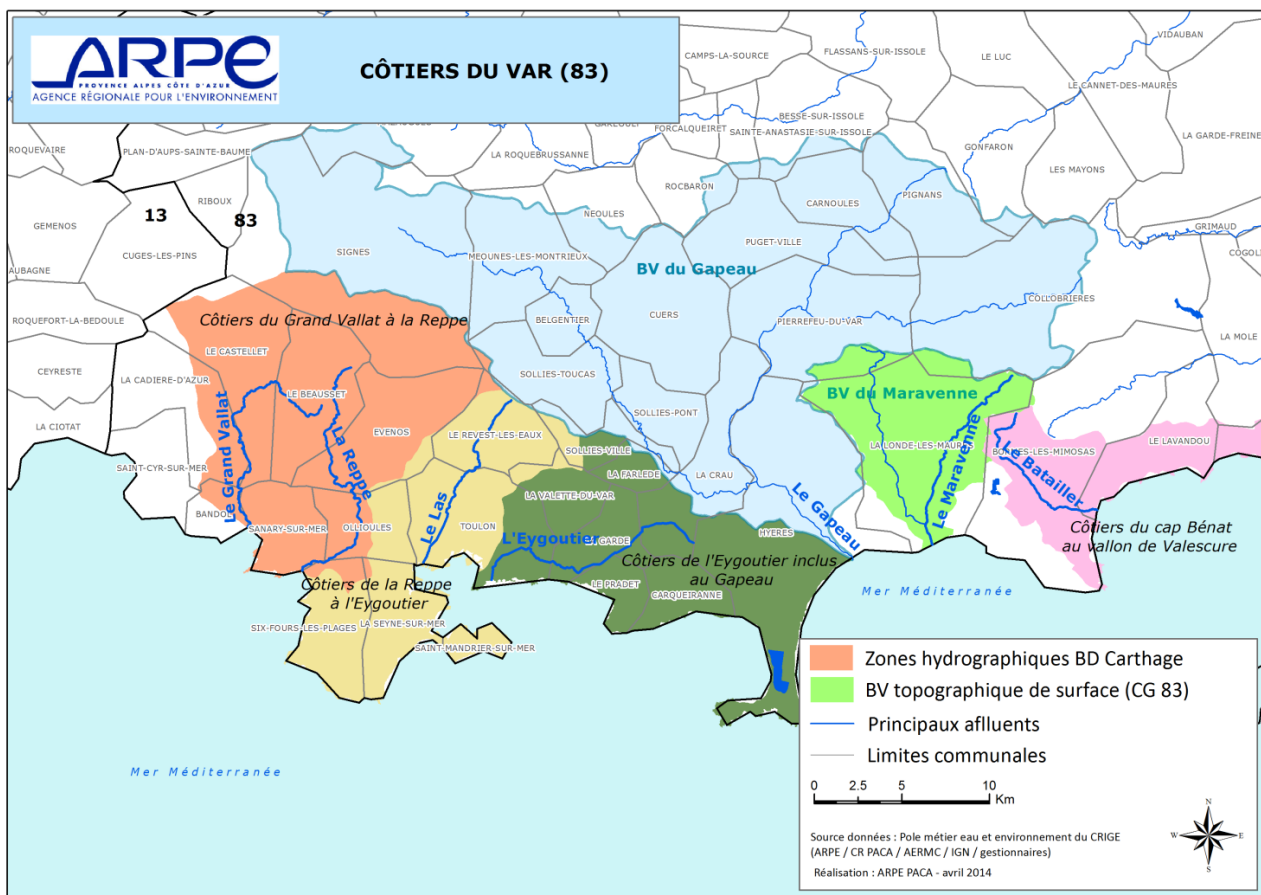 ARPE
PROVENCE ALPES CÔTE D'AZUR
AGENCE RÉGIONALE POUR L'ENVIRONNEMENT
CÔTIERS DU VAR (83)
CAMPS-LA-SOURCE
FLASSANS-SUR-ISSOLE
VIDAUBAN
LE LUC
LE CANNET-DES-MAURES
BESSE-SUR-ISSOLE
FORCALQUEIRET
SAINTE-ANASTASIE-SUR-ISSOLE
LA GARDE-FREINE
ROQUEVAIRE
PLAN-D'AUPS-SAINTE-BAUME
LA ROQUEBRUSSANNE
GONFARON
LES MAYONS
ROCBARON
RIBOUX
CARNOULES
PIGNANS
13
83
NEOULES
GEMENOS
GRIMAUD
CUGES-LES-PINS
SIGNES
MEOUNES-LES-MONTRIEUX
PUGET-VILLE
COGOL
AUBAGNE
BV du Gapeau
COLLOBRIERES
ROQUEFORT-LA-BEDOULE
Côtiers du Grand Vallat à la Reppe
BELGENTIER
CUERS
PIERREFEU-DU-VAR
LA MOLE
LE CASTELLET
CEYRESTE
LA CADIERE-D'AZUR
SOLLIES-TOUCAS
LE BEAUSSET
BV du Maravenne
LA CIOTAT
EVENOS
SOLLIES-PONT
LE REVEST-LES-EAUX
SOLLIES-VILLE
LA LONDE-LES-MAURES
BORMES-LES-MIMOSAS
LE LAVANDOU
SAINT-CYR-SUR-MER
Le Grand Vallat
La Reppe
LA FARLEDE
LA CRAU
Le Maravenne
Le Batailler
LA VALETTE-DU-VAR
BANDOL
SANARY-SUR-MER
OLLIOULES
Le Las
TOULON
L'Eygoutier
LA GARDE
HYERES
Le Gapeau
Côtiers du cap Bénat
au vallon de Valescure
Côtiers de l'Eygoutier inclus
au Gapeau
Côtiers de la Reppe
à l'Eygoutier
LE PRADET
CARQUEIRANNE
Mer Méditerranée
SIX-FOURS-LES-PLAGES
LA SEYNE-SUR-MER
SAINT-MANDRIER-SUR-MER
Mer Méditerranée
Zones hydrographiques BD Carthage
BV topographique de surface (CG 83)
Principaux aflluents
Limites communales
0 2.5 5 10
Km
N
W E
S
Source données : Pole métier eau et environnement du CRIGE
(ARPE / CR PACA / AERMC / IGN / gestionnaires)
Réalisation : ARPE PACA - avril 2014